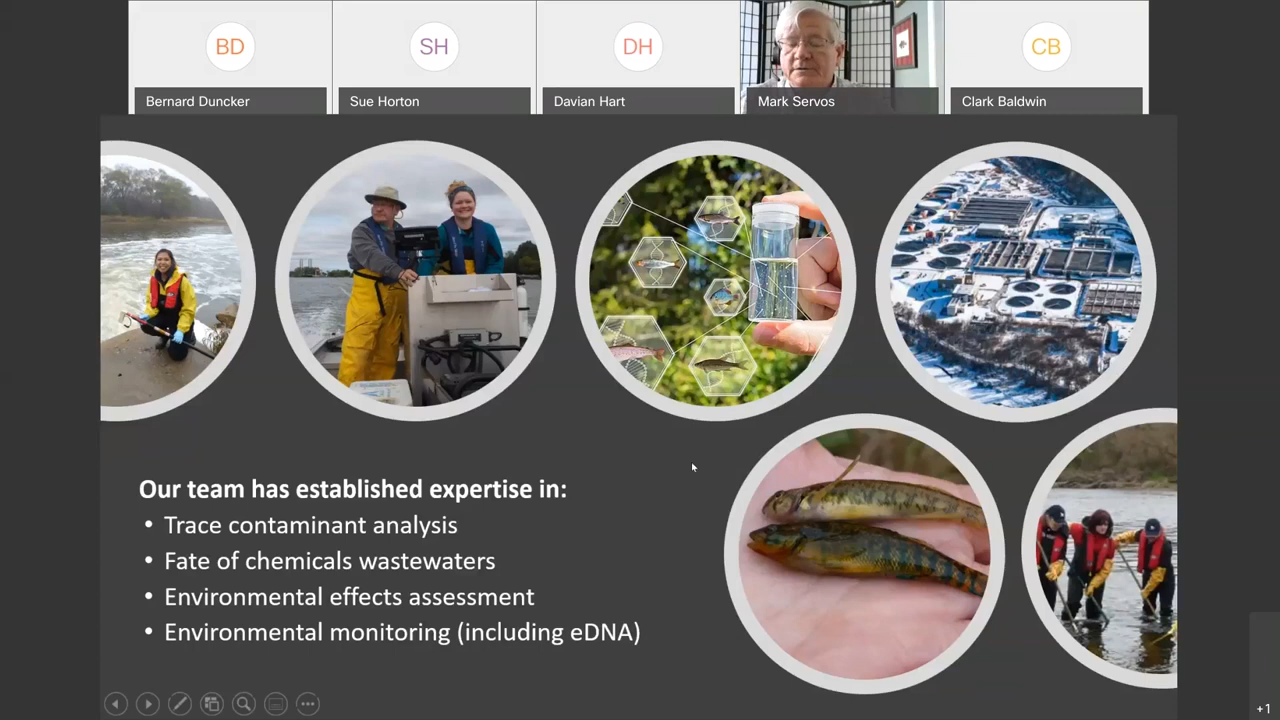 BD
SH
DH
CB
Bernard Duncker
Sue Horton
Davian Hart
Mark Servos
Clark Baldwin
Our team has established expertise in:
• Trace contaminant analysis
• Fate of chemicals wastewaters
• Environmental effects assessment
• Environmental monitoring (including eDNA)
+1